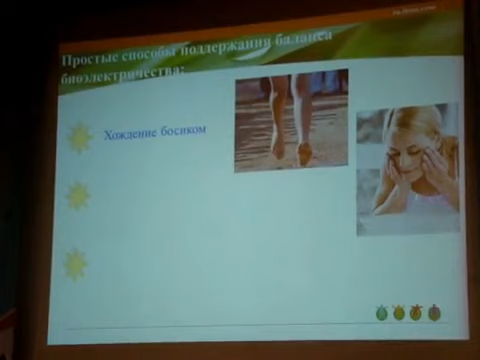 Простые способы поддержания баланса
биоэлектричества:
Хождение босиком